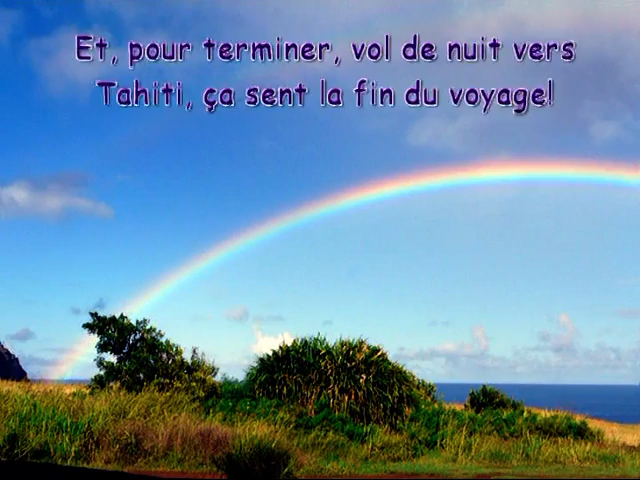 Et, pour terminer, vol de nuit vers
Tahiti, ça sent la fin du voyage!